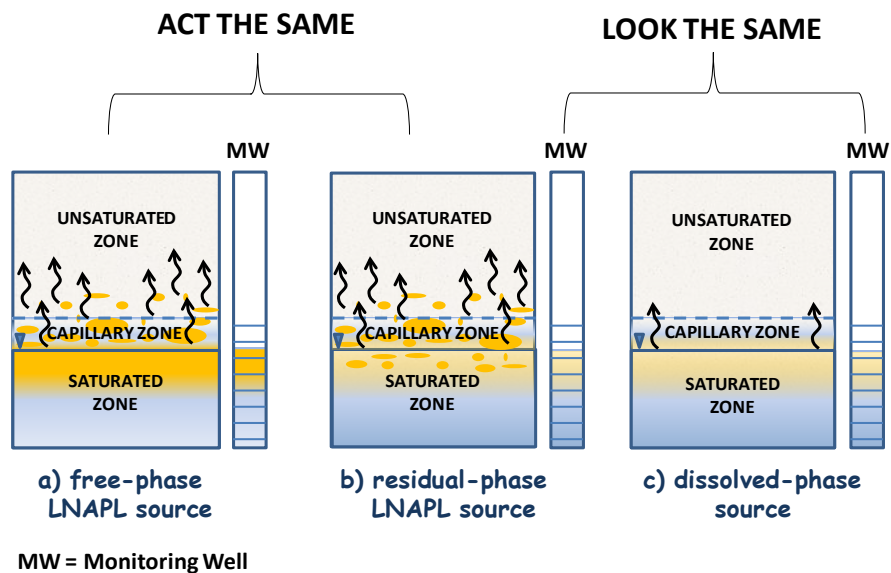 ACT THE SAME
LOOK THE SAME
MW
MW
MW
UNSATURATED
ZONE
CAPILLARY ZONE
SATURATED
ZONE
UNSATURATED
ZONE
CAPILLARY ZONE
SATURATED
ZONE
UNSATURATED
ZONE
CAPILLARY ZONE
SATURATED
ZONE
a) free-phase
LNAPL source
b) residual-phase
LNAPL source
c) dissolved-phase
source
MW = Monitoring Well